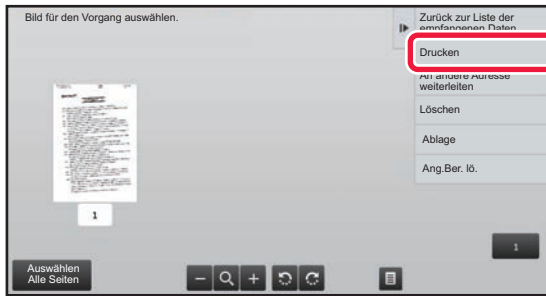 Bild für den Vorgang auswählen.
Zurück zur Liste der
empfangenen Daten
Drucken
An andere Adresse
weiterleiten
Löschen
Ablage
Ang.Ber. lö.
1
1
Auswählen
Alle Seiten